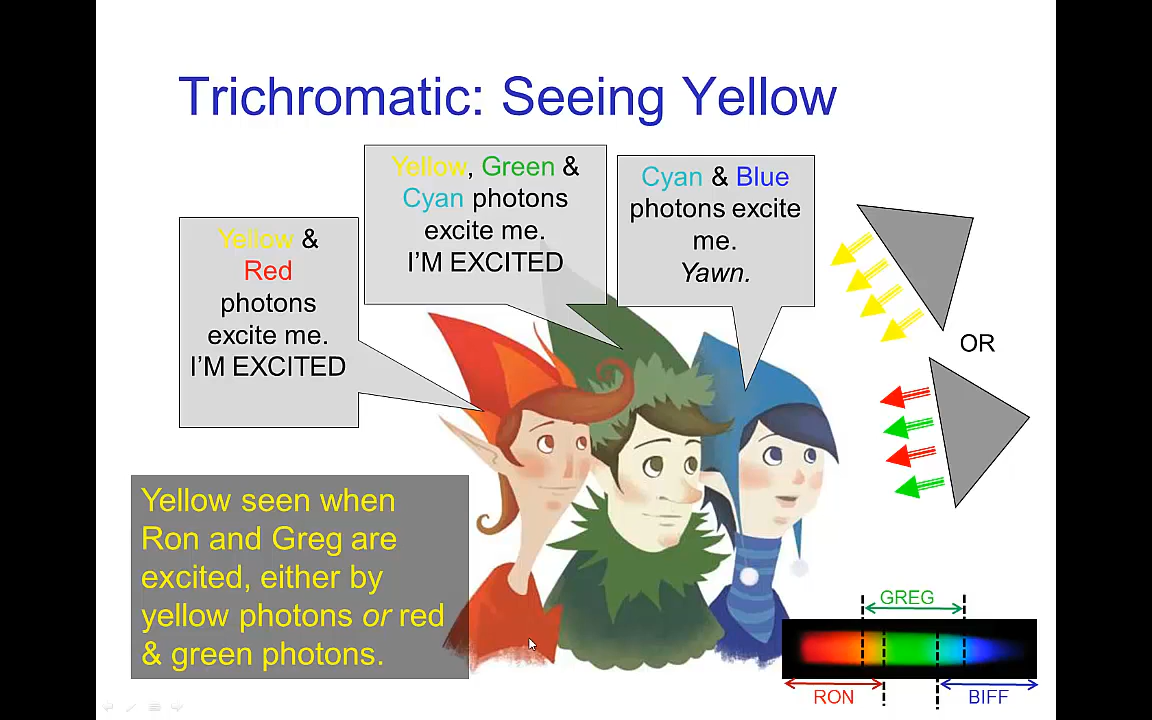 Trichromatic: Seeing Yellow
Yellow & 
Red
photons
excite me.
I'M EXCITED
Yellow, Green &
Cyan photons
excite me.
I'M EXCITED
Cyan & Blue
photons excite
me.
Yawn.
OR
Yellow seen when
Ron and Greg are
excited, either by
yellow photons or red
& green photons.
GREG
RON
BIFF